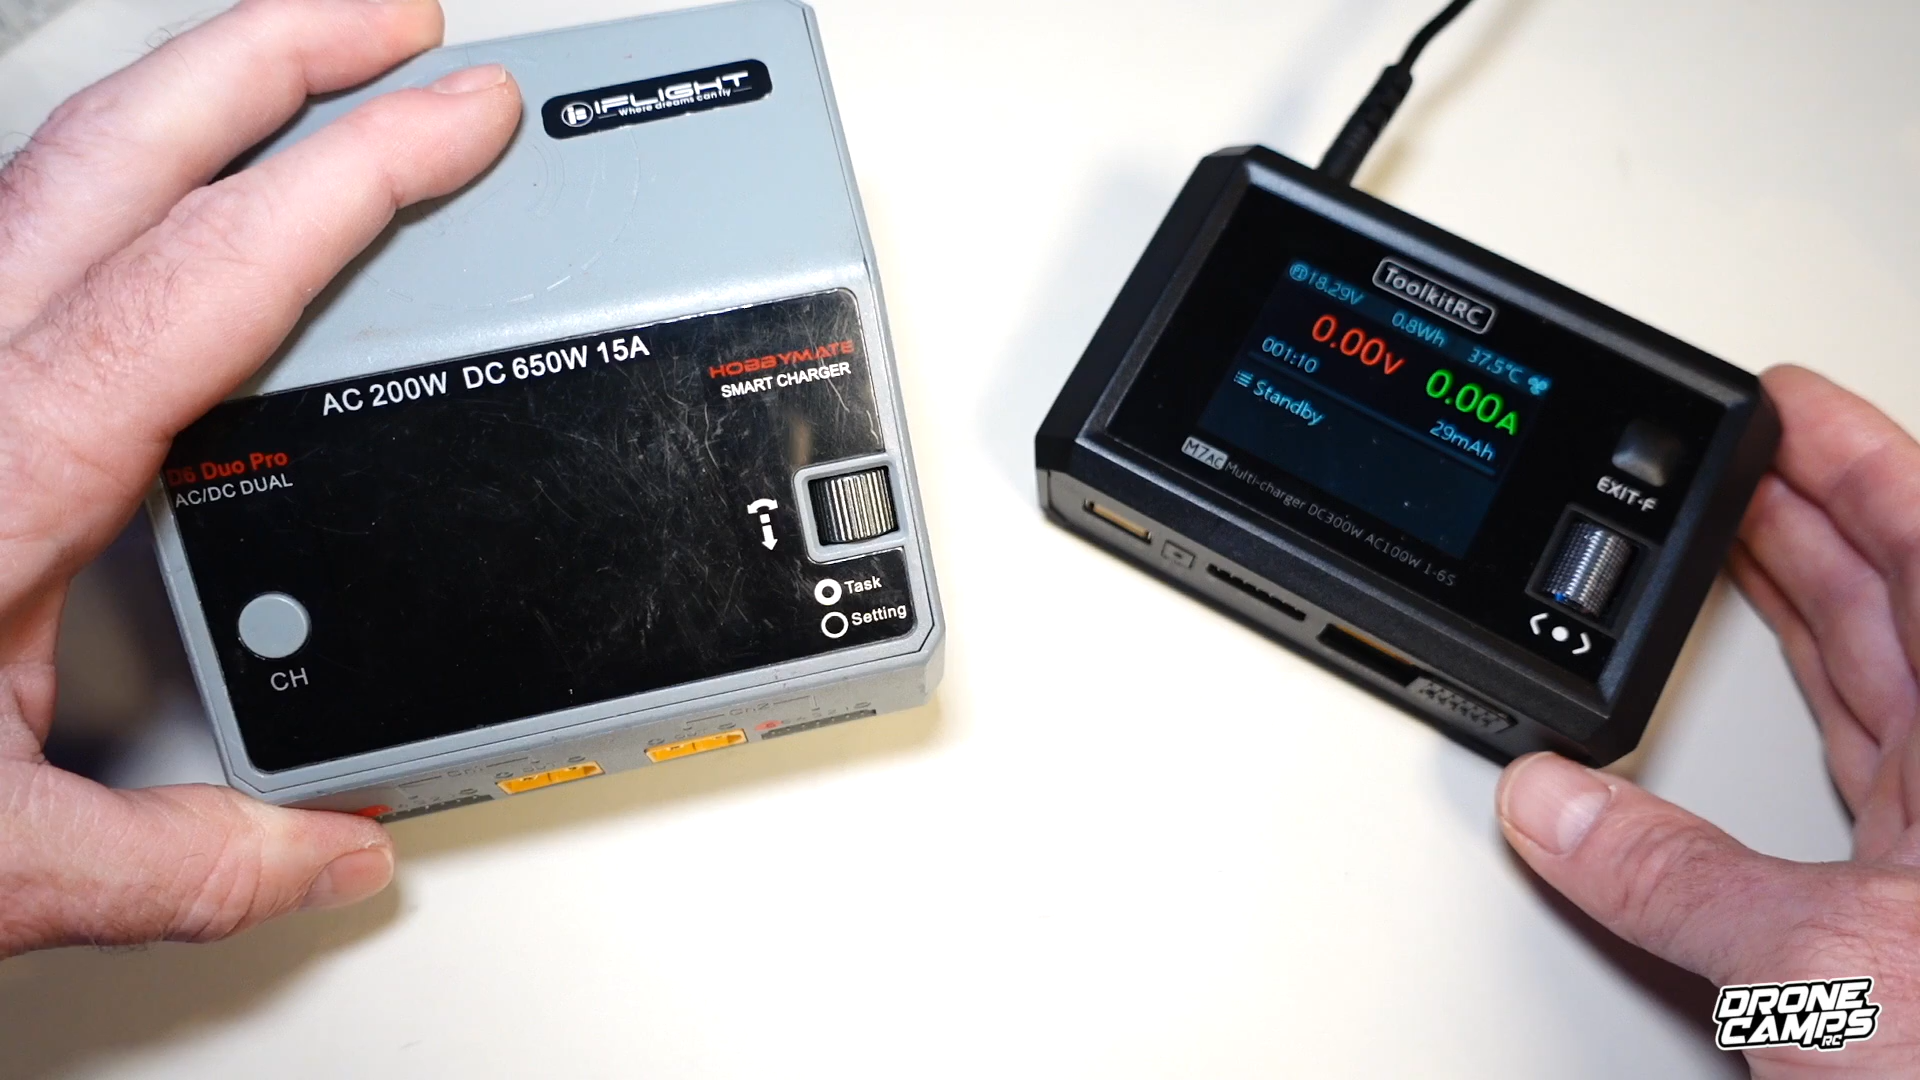 IFLIGHT
Where dreams can fly
AC 200W DC 650W 15A
HOBBYMATE
SMART CHARGER
D6 Duo Pro
AC/DC DUAL
Task
Setting
CH
Ch2
ToolkitRC
18.29V
0.8Wh
37.5°C
0.00V
0.00A
001:10
Standby
29mAh
M7AC Multi-charger DC300W AC100W 1-6S
EXIT·F
DRONE
CAMPS
RC